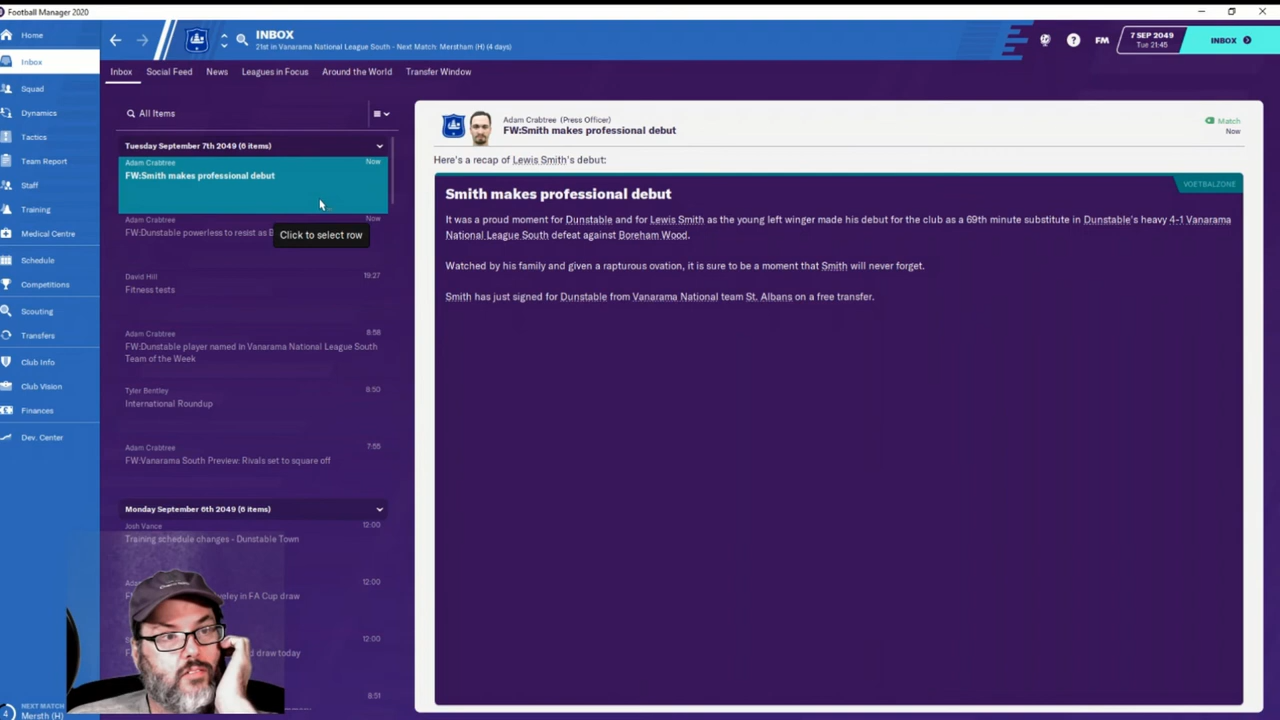 Football Manager 2020
Home
Inbox
Squad
Dynamics
Tactics
Team Report
Staff
Training
Medical Centre
Schedule
Competitions
Scouting
Transfers
Club Info
Club Vision
Finances
Dev. Center
NEXT MATCH
4
Mersth (H)
INBOX
21st in Vanarama National League South - Next Match: Merstham (H) (4 days)
?
FM
7 SEP 2049
Tue 21:45
INBOX
Inbox
Social Feed
News
Leagues in Focus
Around the World
Transfer Window
All Items
Tuesday September 7th 2049 (6 items)
Adam Crabtree
Now
FW:Smith makes professional debut
Adam Crabtree
Now
FW:Dunstable powerless to resist as B
Click to select row
David Hill
19:27
Fitness tests
Adam Crabtree
8:58
FW:Dunstable player named in Vanarama National League South
Team of the Week
Tyler Bentley
8:50
International Roundup
Adam Crabtree
7:55
FW:Vanarama South Preview: Rivals set to square off
Monday September 6th 2049 (6 items)
Josh Vance
12:00
Training schedule changes - Dunstable Town
12:00
eley in FA Cup draw
12:00
d draw today
8:51
Adam Crabtree (Press Officer)
FW:Smith makes professional debut
Match
Now
Here's a recap of Lewis Smith's debut:
VOETBALZONE
Smith makes professional debut
It was a proud moment for Dunstable and for Lewis Smith as the young left winger made his debut for the club as a 69th minute substitute in Dunstable's heavy 4-1 Vanarama
National League South defeat against Boreham Wood.
Watched by his family and given a rapturous ovation, it is sure to be a moment that Smith will never forget.
Smith has just signed for Dunstable from Vanarama National team St. Albans on a free transfer.